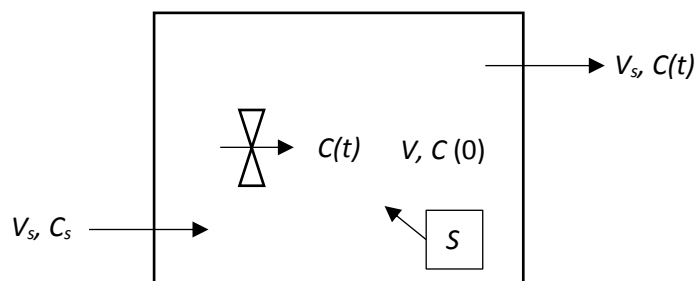 Vₛ, C(t)
C(t)
V, C (0)
Vₛ, Cₛ
S